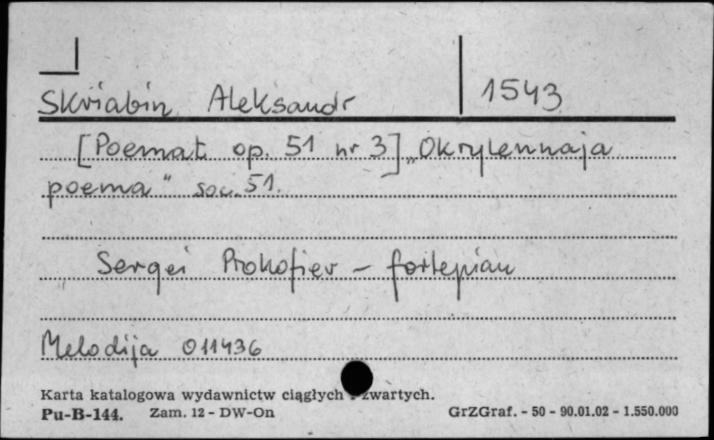 Skriabin Aleksandr 1543
[Poemat op. 51 nr 3] „Okrylennaja
poema" soc. 51.
Sergei Prokofiev - fortepian
Melodija 011436
Karta katalogowa wydawnictw ciągłych zwartych.
Pu-B-144. Zam. 12 - DW-On GrZGraf. - 50 - 90.01.02 - 1.550.000